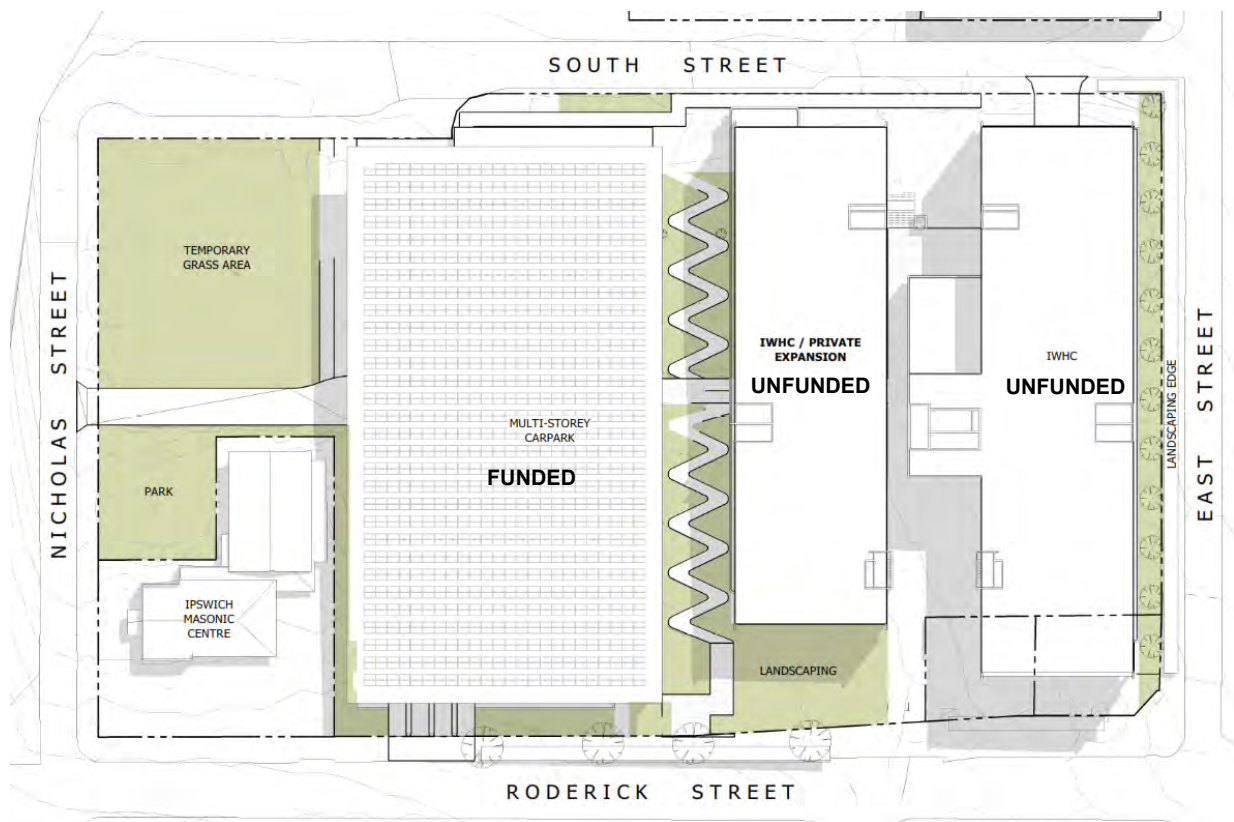 SOUTH STREET
TEMPORARY
GRASS AREA
NICHOLAS STREET
PARK
IPSWICH
MASONIC
CENTRE
MULTI-STOREY
CARPARK
FUNDED
IWHC / PRIVATE
EXPANSION
UNFUNDED
IWHC
UNFUNDED
LANDSCAPING EDGE
EAST STREET
LANDSCAPING
RODERICK STREET